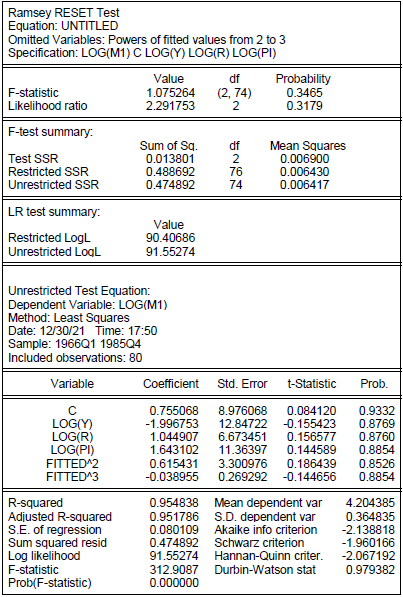 Ramsey RESET Test
Equation: UNTITLED
Omitted Variables: Powers of fitted values from 2 to 3
Specification: LOG(M1) C LOG(Y) LOG(R) LOG(PI)
Value df Probability
F-statistic 1.075264 (2, 74) 0.3465
Likelihood ratio 2.291753 2 0.3179
F-test summary:
Sum of Sq. df Mean Squares
Test SSR 0.013801 2 0.006900
Restricted SSR 0.488692 76 0.006430
Unrestricted SSR 0.474892 74 0.006417
LR test summary:
Value
Restricted LogL 90.40686
Unrestricted LogL 91.55274
Unrestricted Test Equation:
Dependent Variable: LOG(M1)
Method: Least Squares
Date: 12/30/21 Time: 17:50
Sample: 1966Q1 1985Q4
Included observations: 80
Variable Coefficient Std. Error t-Statistic Prob.
C 0.755068 8.976068 0.084120 0.9332
LOG(Y) -1.996753 12.84722 -0.155423 0.8769
LOG(R) 1.044907 6.673451 0.156577 0.8760
LOG(PI) 1.643102 11.36397 0.144589 0.8854
FITTED^2 0.615431 3.300976 0.186439 0.8526
FITTED^3 -0.038955 0.269292 -0.144656 0.8854
R-squared 0.954838 Mean dependent var 4.204385
Adjusted R-squared 0.951786 S.D. dependent var 0.364835
S.E. of regression 0.080109 Akaike info criterion -2.138818
Sum squared resid 0.474892 Schwarz criterion -1.960166
Log likelihood 91.55274 Hannan-Quinn criter. -2.067192
F-statistic 312.9087 Durbin-Watson stat 0.979382
Prob(F-statistic) 0.000000